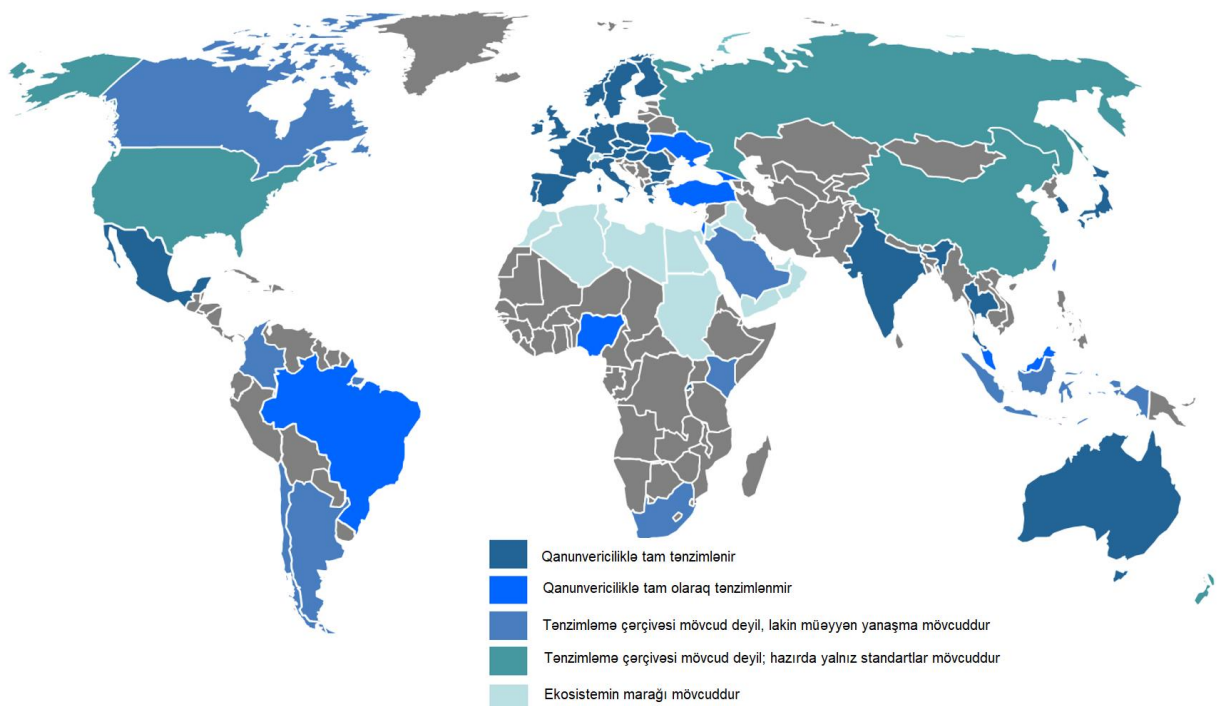 Qanunvericiliklə tam tənzimlənir
Qanunvericiliklə tam olaraq tənzimlənmir
Tənzimləmə çərçivəsi mövcud deyil, lakin müəyyən yanaşma mövcuddur
Tənzimləmə çərçivəsi mövcud deyil; hazırda yalnız standartlar mövcuddur
Ekosistemin marağı mövcuddur